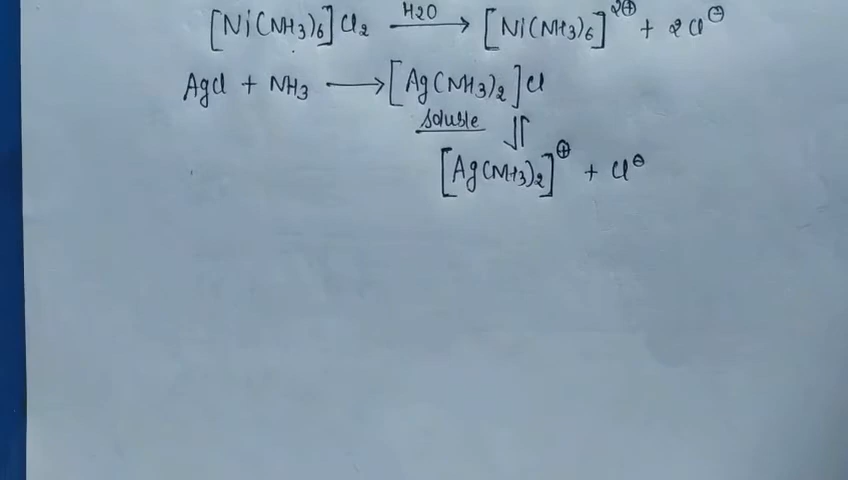 [Ni(NH3)6]Cl2 —H2O→ [Ni(NH3)6]2⊕ + 2Cl⊖
AgCl + NH3 ⟶ [Ag(NH3)2]Cl
soluble ⇌
[Ag(NH3)2]⊕ + Cl⊖